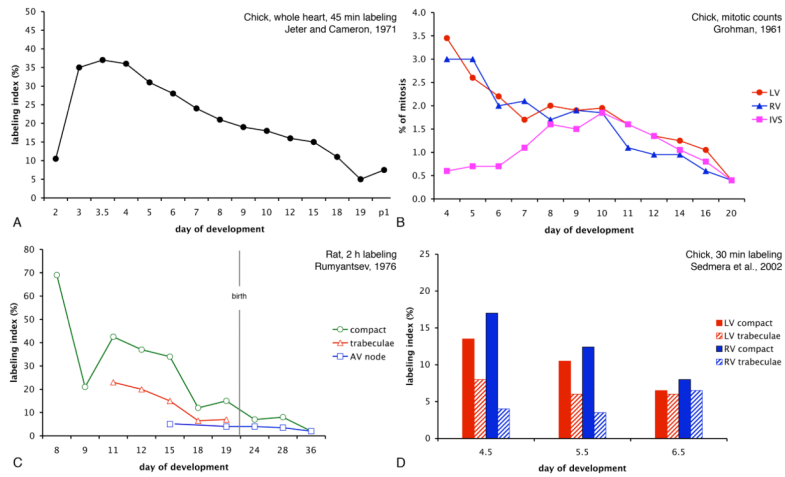 Chick, whole heart, 45 min labeling
Jeter and Cameron, 1971
50
45
40
35
30
25
20
15
10
5
0
labeling index (%)
2 3 3.5 4 5 6 7 8 9 10 12 15 18 19 p1
day of development
A
Chick, mitotic counts
Grohman, 1961
4.0
3.5
3.0
2.5
2.0
1.5
1.0
0.5
0.0
% of mitosis
LV
RV
IVS
4 5 6 7 8 9 10 11 12 14 16 20
day of development
B
Rat, 2 h labeling
Rumyantsev, 1976
80
70
60
50
40
30
20
10
0
labeling index (%)
birth
compact
trabeculae
AV node
8 9 11 12 15 18 19 24 28 36
day of development
C
Chick, 30 min labeling
Sedmera et al., 2002
25
20
15
10
5
0
labeling index (%)
LV compact
LV trabeculae
RV compact
RV trabeculae
4.5 5.5 6.5
day of development
D